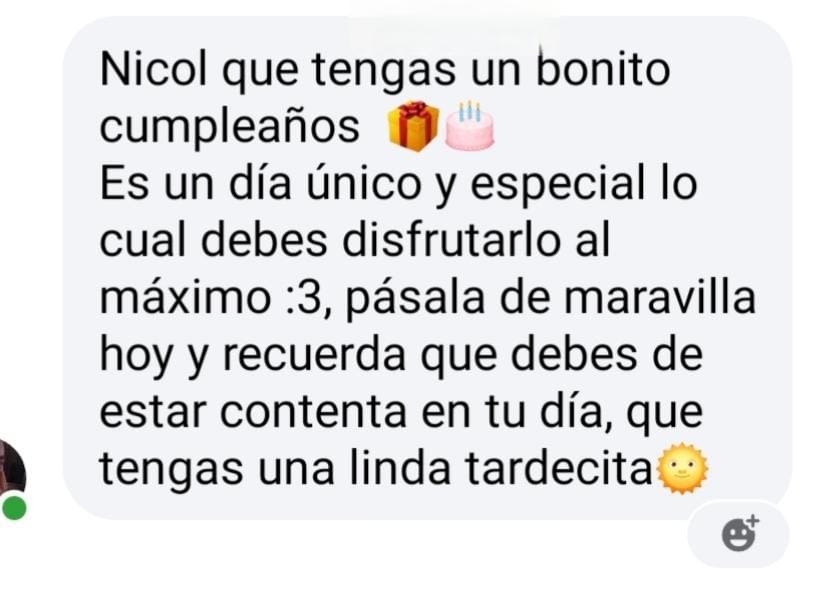 Nicol que tengas un bonito
cumpleaños 🎁🎂
Es un día único y especial lo
cual debes disfrutarlo al
máximo :3, pásala de maravilla
hoy y recuerda que debes de
estar contenta en tu día, que
tengas una linda tardecita🌞